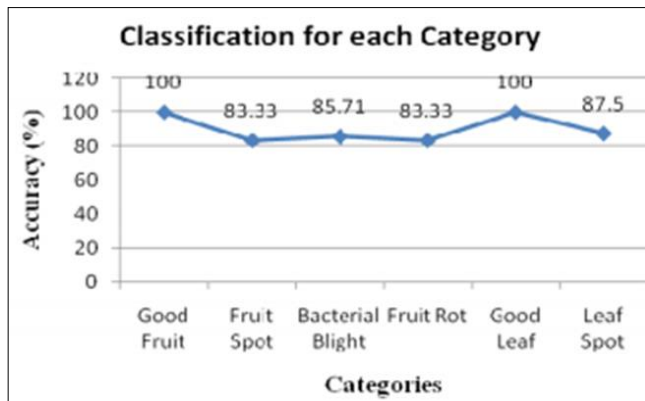 Classification for each Category
120
100
80
60
40
20
0
Accuracy (%)
100
83.33
85.71
83.33
100
87.5
Good Fruit
Fruit Spot
Bacterial Blight
Fruit Rot
Good Leaf
Leaf Spot
Categories